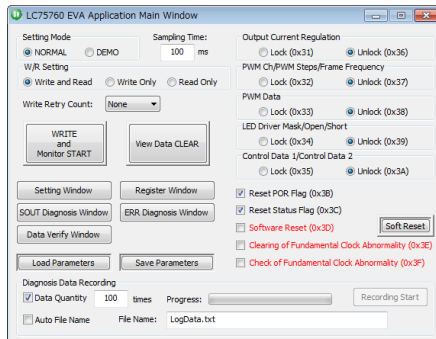 LC75760 EVA Application Main Window
Setting Mode
NORMAL DEMO
Sampling Time:
100 ms
W/R Setting
Write and Read Write Only Read Only
Write Retry Count: None
WRITE
and
Monitor START
View Data CLEAR
Setting Window Register Window
SOUT Diagnosis Window ERR Diagnosis Window
Data Verify Window
Load Parameters Save Parameters
Output Current Regulation
Lock (0x31) Unlock (0x36)
PWM Ch/PWM Steps/Frame Frequency
Lock (0x32) Unlock (0x37)
PWM Data
Lock (0x33) Unlock (0x38)
LED Driver Mask/Open/Short
Lock (0x34) Unlock (0x39)
Control Data 1/Control Data 2
Lock (0x35) Unlock (0x3A)
Reset POR Flag (0x3B)
Reset Status Flag (0x3C)
Software Reset (0x3D) Soft Reset
Clearing of Fundamental Clock Abnormality (0x3E)
Check of Fundamental Clock Abnormality (0x3F)
Diagnosis Data Recording
Data Quantity 100 times Progress: Recording Start
Auto File Name File Name: LogData.txt